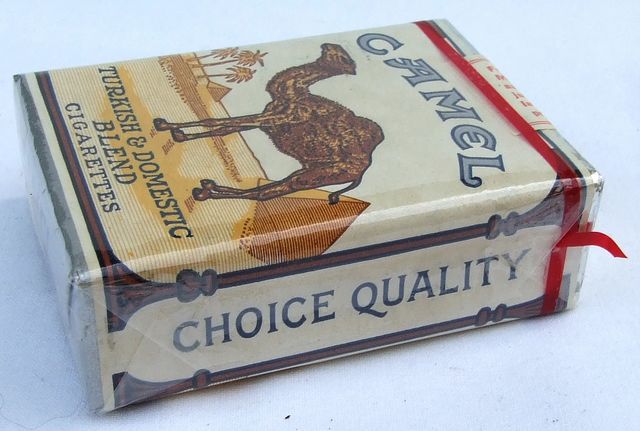 CAMEL
TURKISH & DOMESTIC
BLEND
CIGARETTES
CHOICE QUALITY